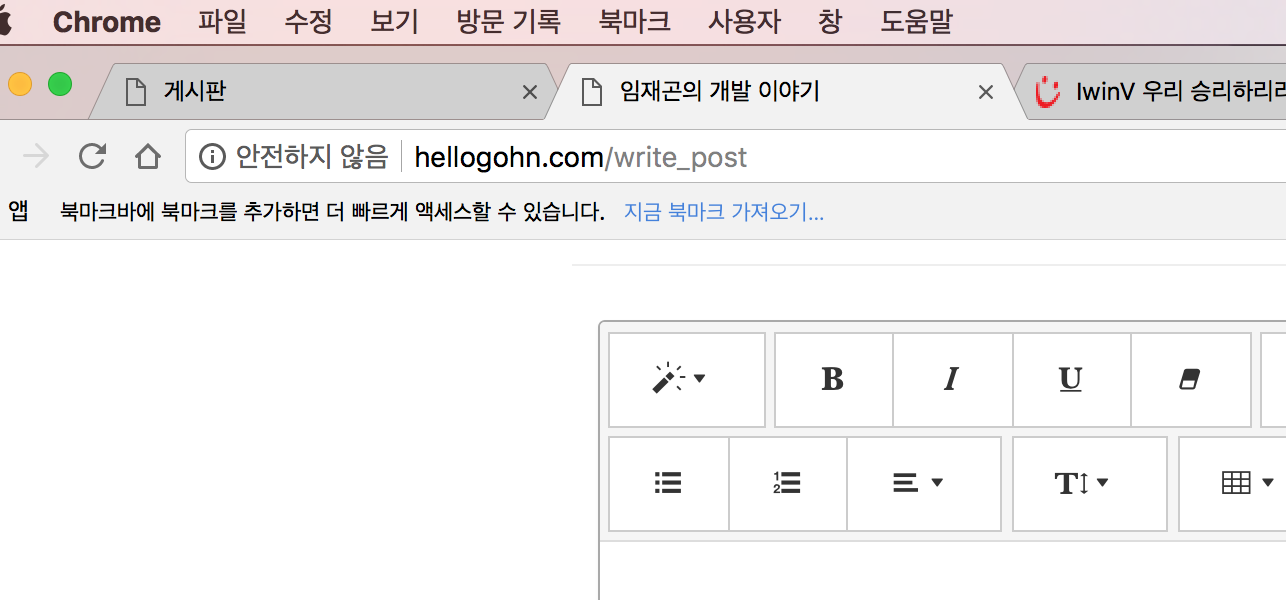 Chrome 파일 수정 보기 방문 기록 북마크 사용자 창 도움말
게시판 임재곤의 개발 이야기 IwinV 우리 승리하리라
안전하지 않음 hellogohn.com/write_post
앱 북마크바에 북마크를 추가하면 더 빠르게 액세스할 수 있습니다. 지금 북마크 가져오기...
B I U
T